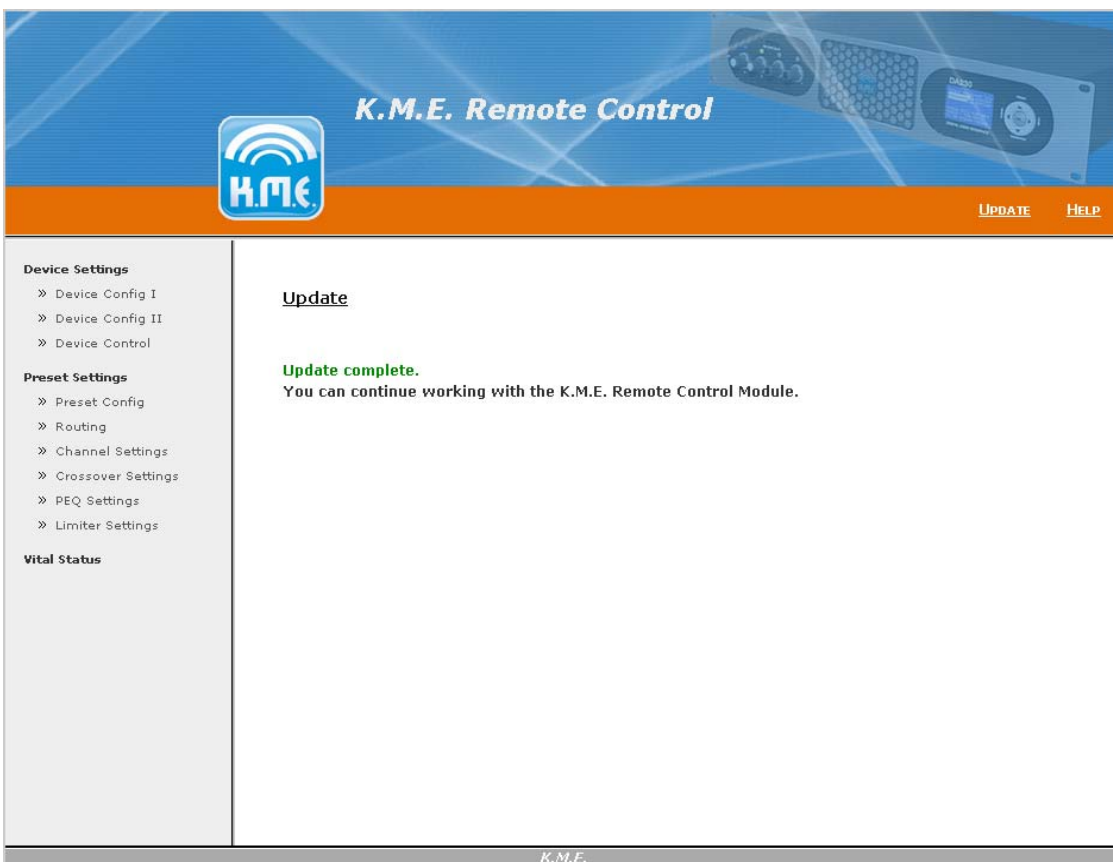 K.M.E. Remote Control
K.M.E.
DA230
UPDATE HELP
Device Settings
» Device Config I
» Device Config II
» Device Control
Preset Settings
» Preset Config
» Routing
» Channel Settings
» Crossover Settings
» PEQ Settings
» Limiter Settings
Vital Status
Update
Update complete.
You can continue working with the K.M.E. Remote Control Module.
K.M.E.